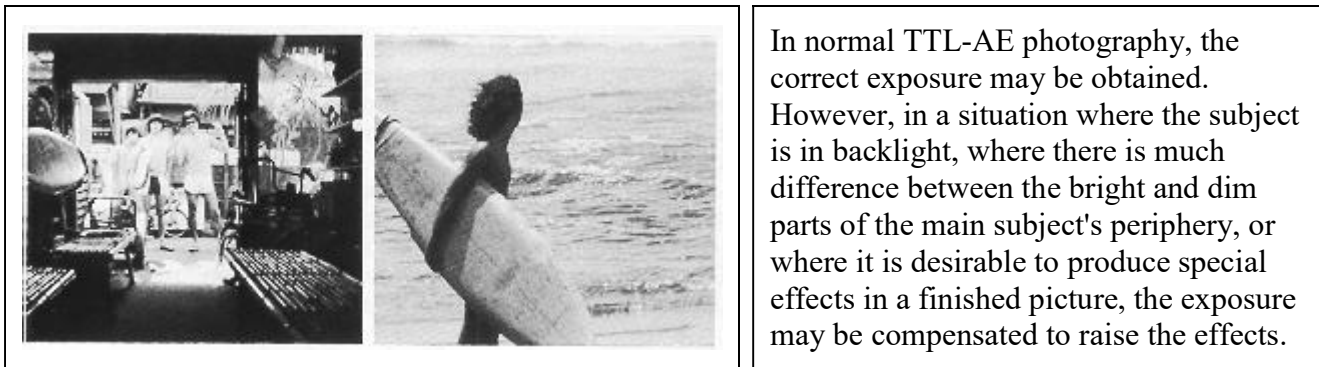 In normal TTL-AE photography, the
correct exposure may be obtained.
However, in a situation where the subject
is in backlight, where there is much
difference between the bright and dim
parts of the main subject's periphery, or
where it is desirable to produce special
effects in a finished picture, the exposure
may be compensated to raise the effects.